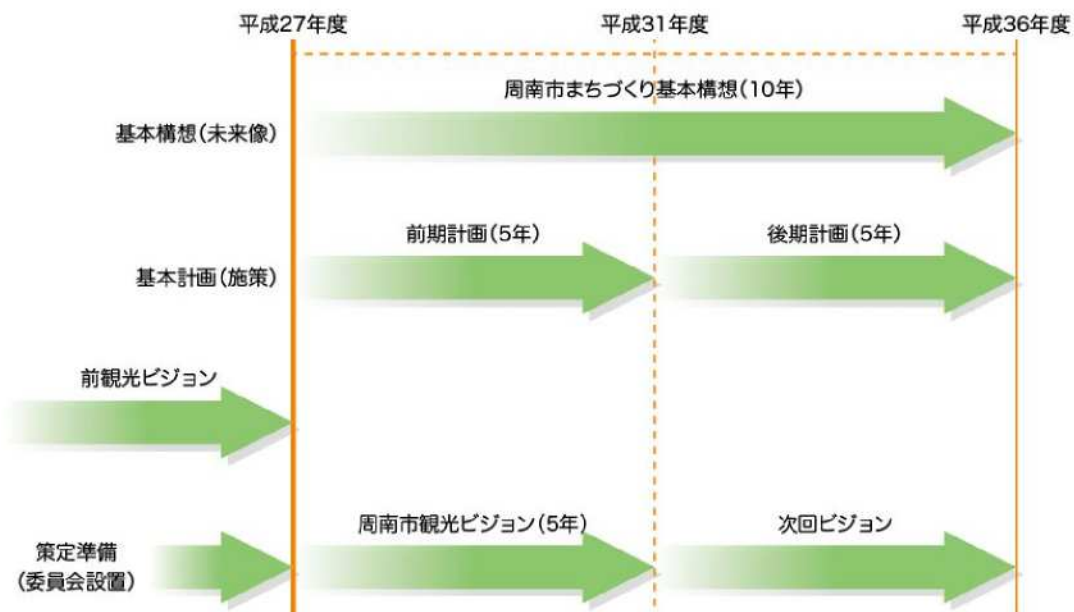 平成27年度
平成31年度
平成36年度
周南市まちづくり基本構想(10年)
基本構想(未来像)
前期計画(5年)
後期計画(5年)
基本計画(施策)
前観光ビジョン
周南市観光ビジョン(5年)
次回ビジョン
策定準備
(委員会設置)